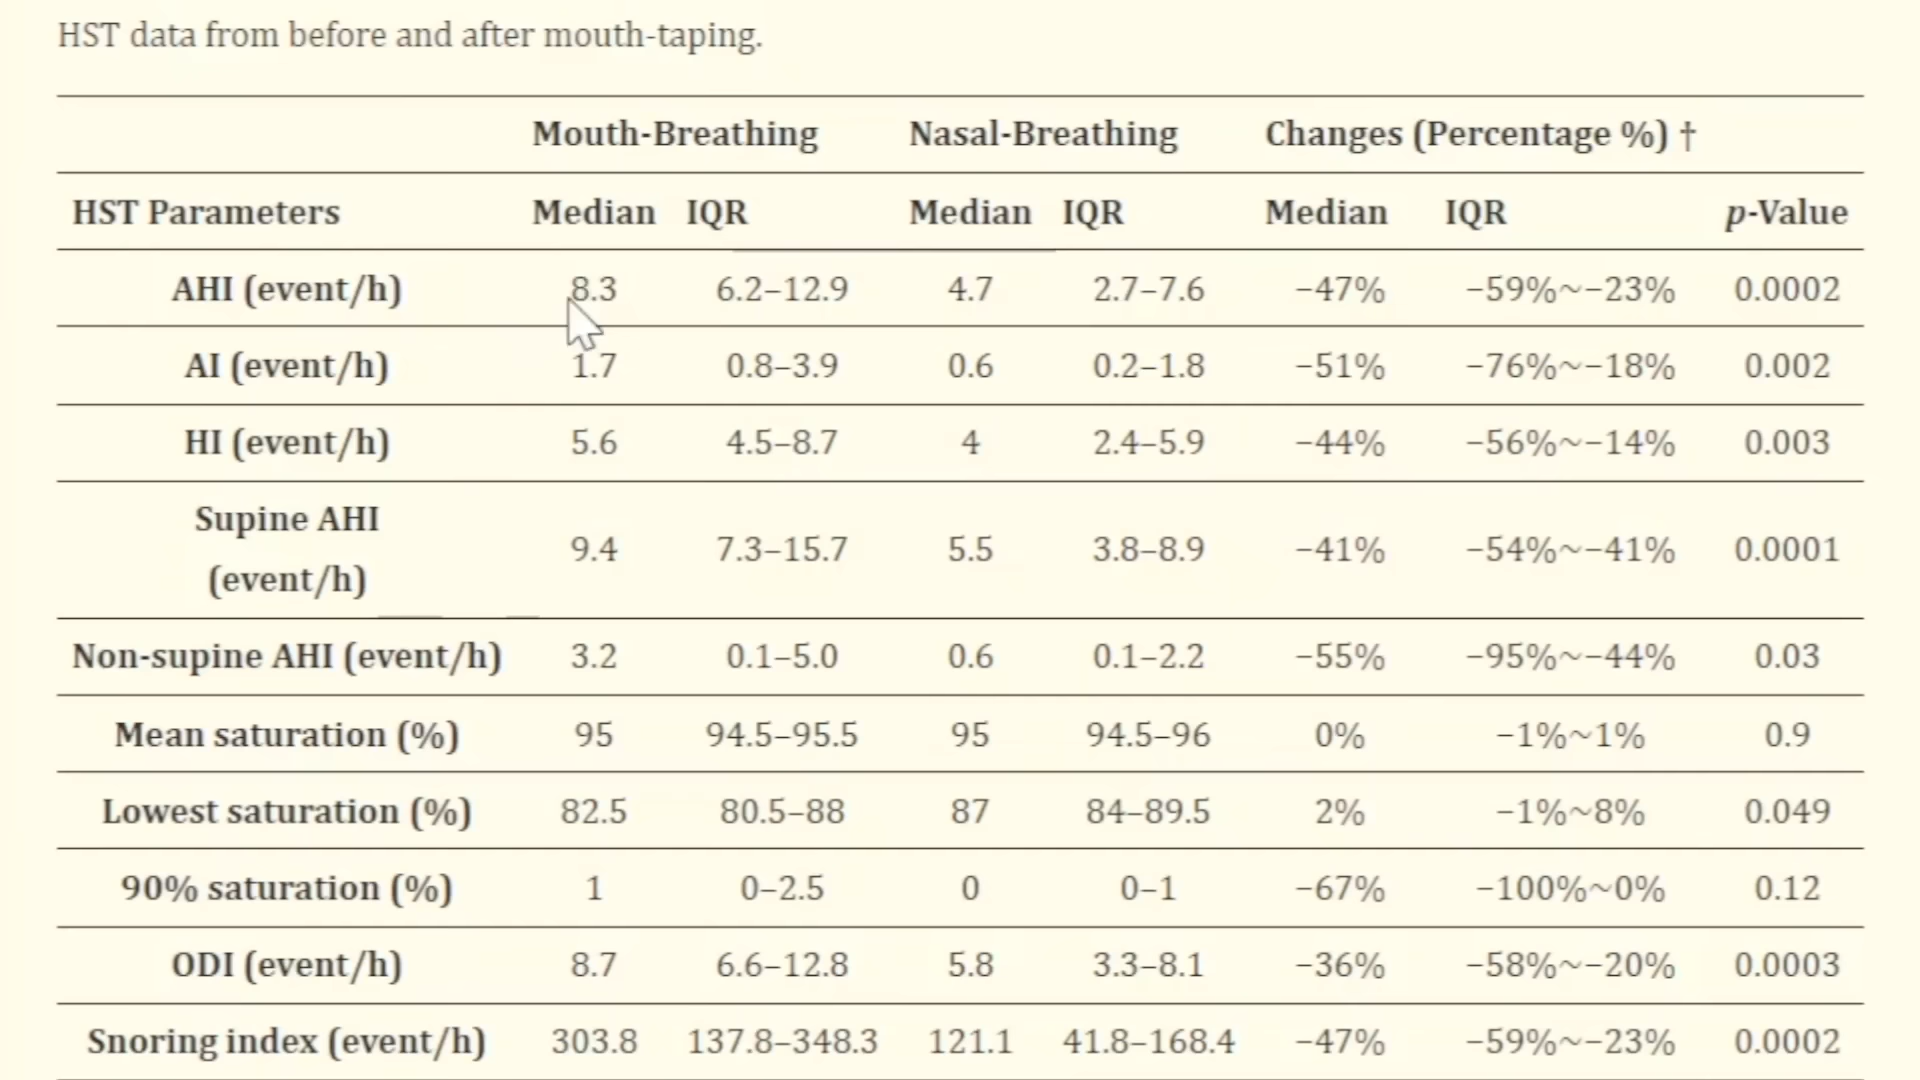 HST data from before and after mouth-taping.
Mouth-Breathing Nasal-Breathing Changes (Percentage %) †
HST Parameters Median IQR Median IQR Median IQR p-Value
AHI (event/h) 8.3 6.2–12.9 4.7 2.7–7.6 −47% −59%~−23% 0.0002
AI (event/h) 1.7 0.8–3.9 0.6 0.2–1.8 −51% −76%~−18% 0.002
HI (event/h) 5.6 4.5–8.7 4 2.4–5.9 −44% −56%~−14% 0.003
Supine AHI
(event/h) 9.4 7.3–15.7 5.5 3.8–8.9 −41% −54%~−41% 0.0001
Non-supine AHI (event/h) 3.2 0.1–5.0 0.6 0.1–2.2 −55% −95%~−44% 0.03
Mean saturation (%) 95 94.5–95.5 95 94.5–96 0% −1%~1% 0.9
Lowest saturation (%) 82.5 80.5–88 87 84–89.5 2% −1%~8% 0.049
90% saturation (%) 1 0–2.5 0 0–1 −67% −100%~0% 0.12
ODI (event/h) 8.7 6.6–12.8 5.8 3.3–8.1 −36% −58%~−20% 0.0003
Snoring index (event/h) 303.8 137.8–348.3 121.1 41.8–168.4 −47% −59%~−23% 0.0002